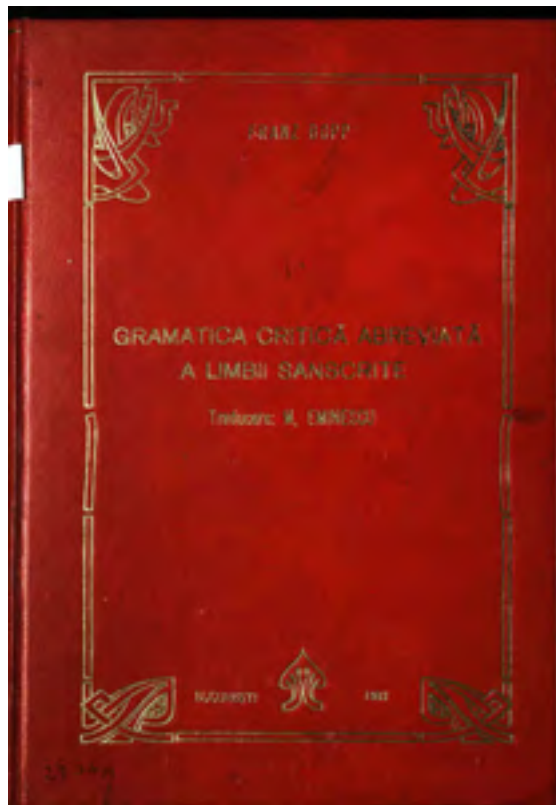 FRANZ BOPP
GRAMATICA CRITICĂ ABREVIATĂ
A LIMBII SANSCRITE
Traducere: M. EMINESCU
BUCUREȘTI